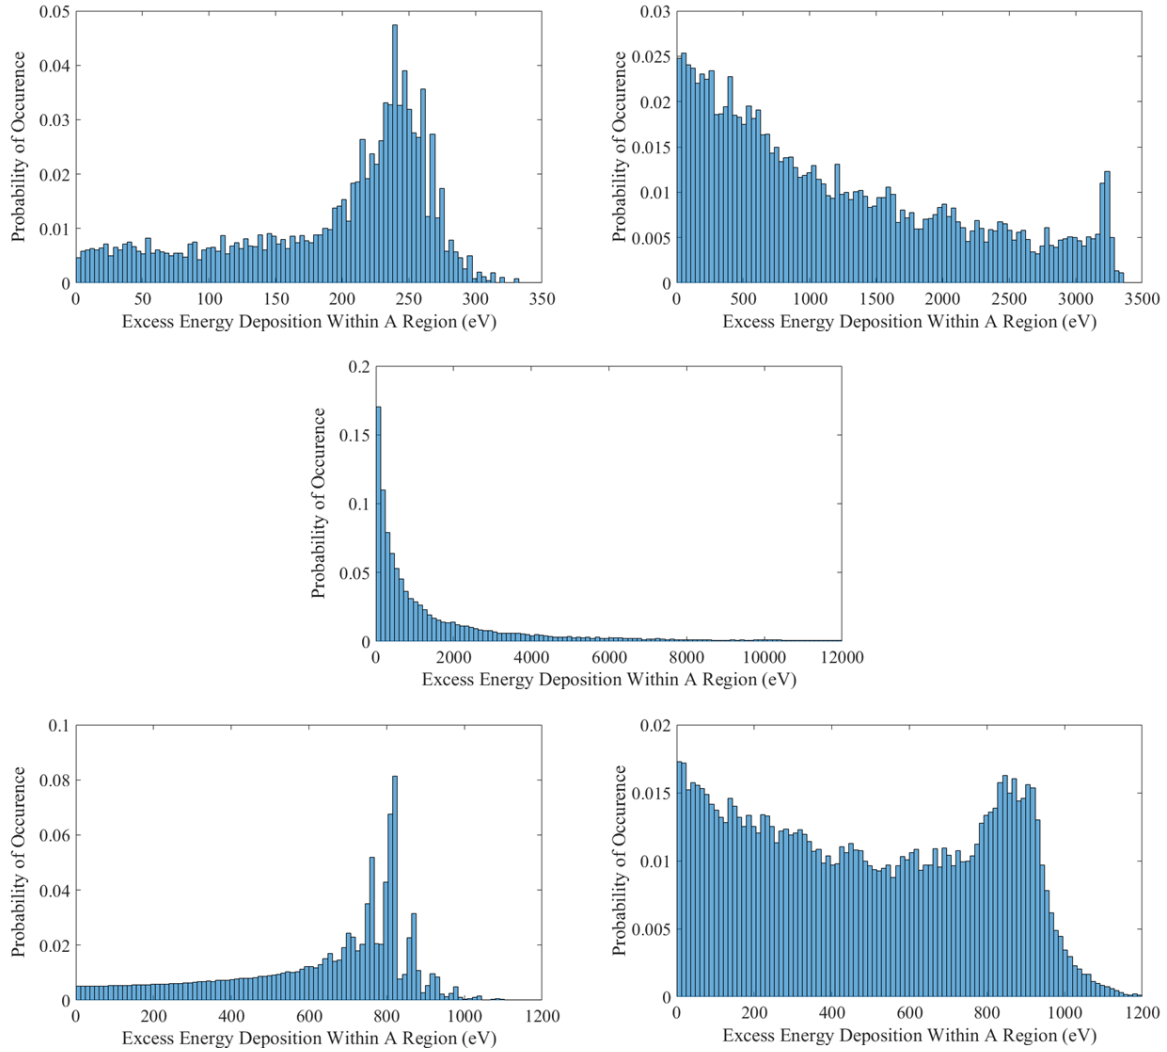 0.05
0.04
0.03
0.02
0.01
0
Probability of Occurence
0 50 100 150 200 250 300 350
Excess Energy Deposition Within A Region (eV)
0.03
0.025
0.02
0.015
0.01
0.005
0
Probability of Occurence
0 500 1000 1500 2000 2500 3000 3500
Excess Energy Deposition Within A Region (eV)
0.2
0.15
0.1
0.05
0
Probability of Occurence
0 2000 4000 6000 8000 10000 12000
Excess Energy Deposition Within A Region (eV)
0.1
0.08
0.06
0.04
0.02
0
Probability of Occurence
0 200 400 600 800 1000 1200
Excess Energy Deposition Within A Region (eV)
0.02
0.015
0.01
0.005
0
Probability of Occurence
0 200 400 600 800 1000 1200
Excess Energy Deposition Within A Region (eV)